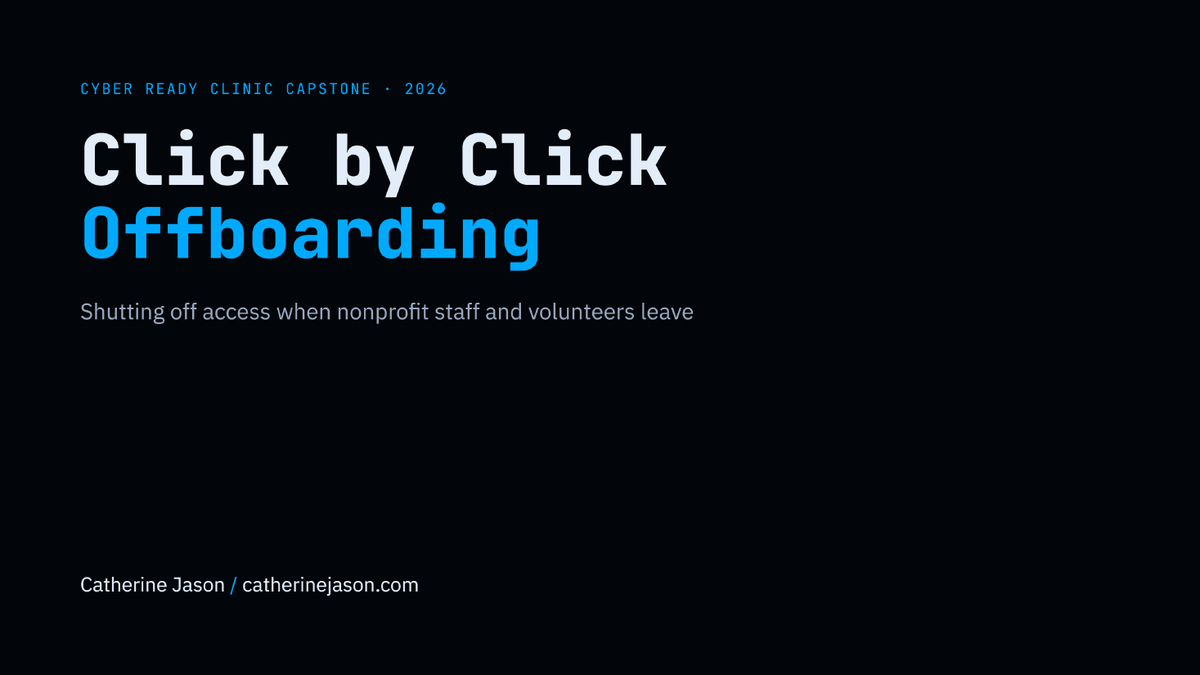 CYBER READY CLINIC CAPSTONE · 2026
Click by Click
Offboarding
Shutting off access when nonprofit staff and volunteers leave
Catherine Jason / catherinejason.com